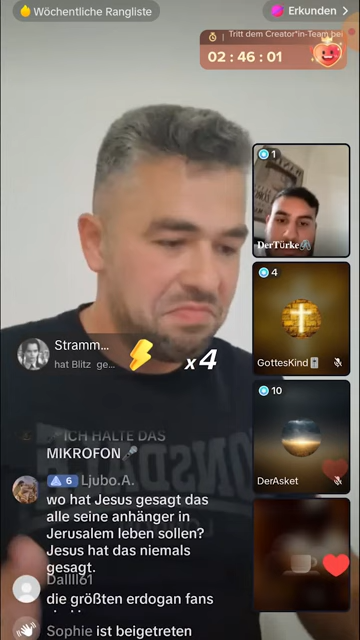 Wöchentliche Rangliste
Erkunden >
Tritt dem Creator*in-Team bei
02 : 46 : 01
1
DerTürke
4
GottesKind
10
DerAsket
Stramm...
hat Blitz ge...
x4
ICH HALTE DAS
MIKROFON 🎤
6 Ljubo.A.
wo hat Jesus gesagt das
alle seine anhänger in
Jerusalem leben sollen?
Jesus hat das niemals
gesagt.
Dallll61
die größten erdogan fans
Sophie ist beigetreten